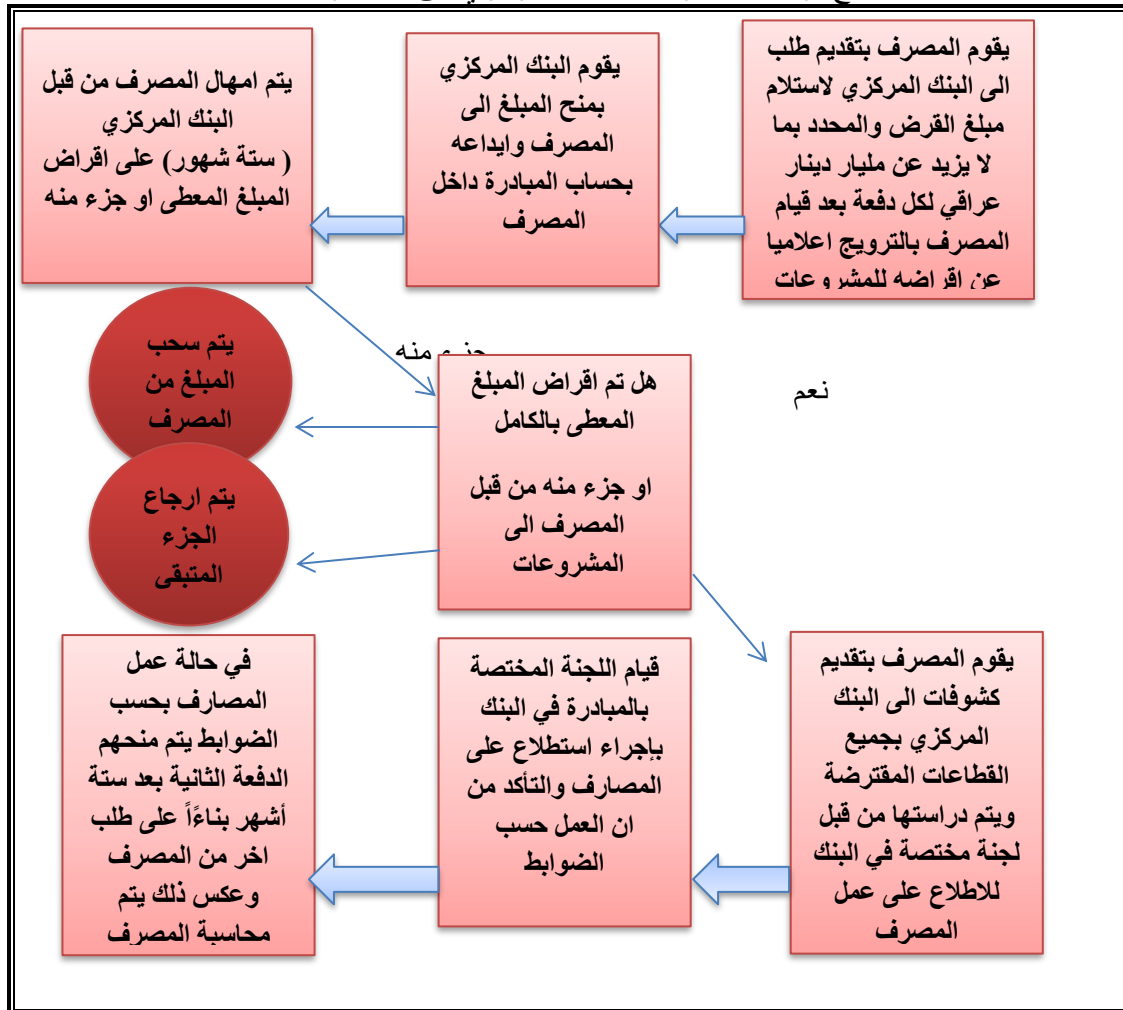 يقوم المصرف بتقديم طلب
الى البنك المركزي لاستلام
مبلغ القرض والمحدد بما
لا يزيد عن مليار دينار
عراقي لكل دفعة بعد قيام
المصرف بالترويج اعلاميا
عن اقراضه للمشروعات
يقوم البنك المركزي
بمنح المبلغ الى
المصرف وايداعه
بحساب المبادرة داخل
المصرف
يتم امهال المصرف من قبل
البنك المركزي
( ستة شهور) على اقراض
المبلغ المعطى او جزء منه
جزء منه
نعم
هل تم اقراض المبلغ
المعطى بالكامل
او جزء منه من قبل
المصرف الى
المشروعات
يتم سحب
المبلغ من
المصرف
يتم ارجاع
الجزء
المتبقى
يقوم المصرف بتقديم
كشوفات الى البنك
المركزي بجميع
القطاعات المقترضة
ويتم دراستها من قبل
لجنة مختصة في البنك
للاطلاع على عمل
المصرف
قيام اللجنة المختصة
بالمبادرة في البنك
بإجراء استطلاع على
المصارف والتأكد من
ان العمل حسب
الضوابط
في حالة عمل
المصارف بحسب
الضوابط يتم منحهم
الدفعة الثانية بعد ستة
أشهر بناءًاً على طلب
اخر من المصرف
وعكس ذلك يتم
محاسبة المصرف